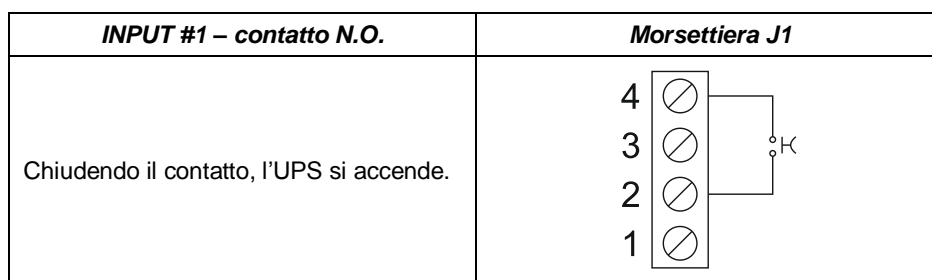 INPUT #1 – contatto N.O.
Morsettiera J1
Chiudendo il contatto, l'UPS si accende.
4
3
2
1